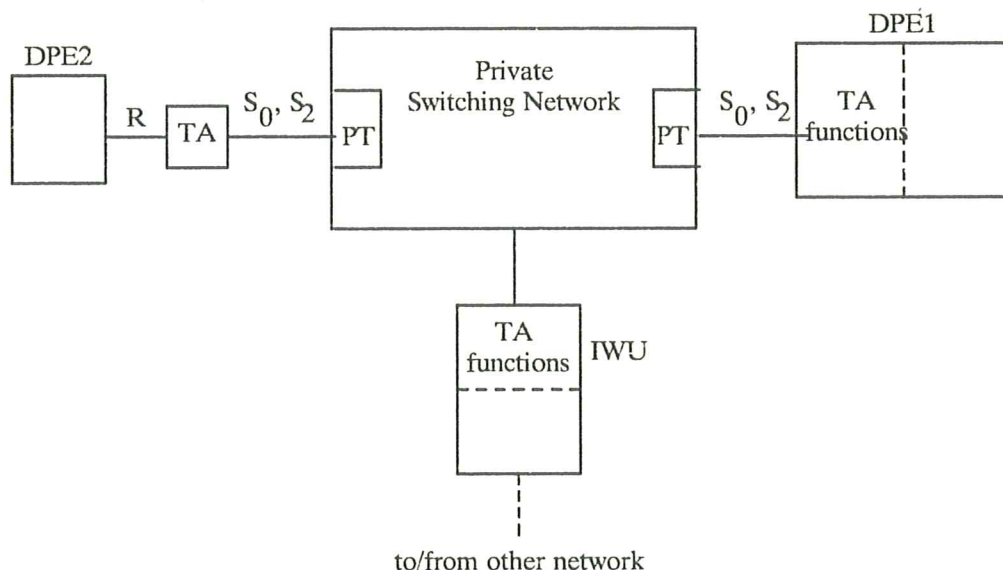 DPE2
R
TA
S0, S2
PT
Private
Switching Network
PT
S0, S2
DPE1
TA
functions
TA
functions
IWU
to/from other network